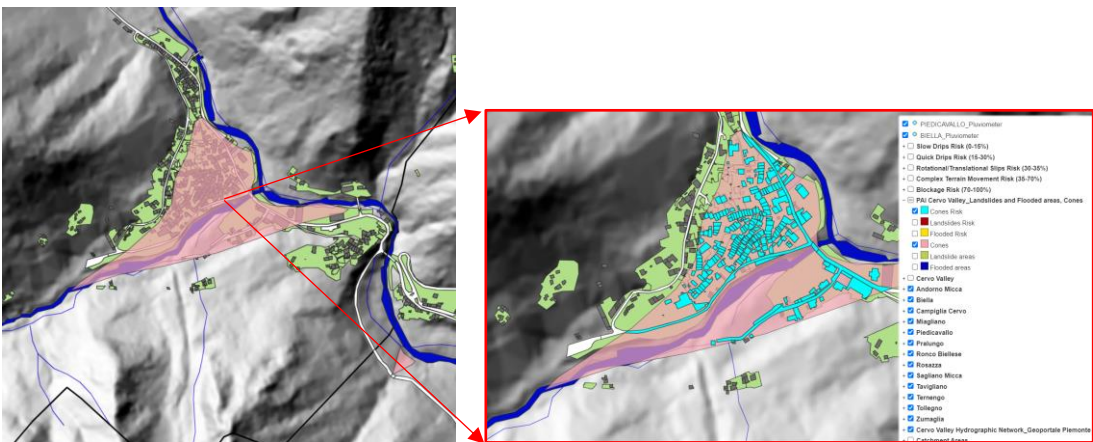 PIEDICAVALLO_Pluviometer
BIELLA_Pluviometer
Slow Drips Risk (0-15%)
Quick Drips Risk (15-30%)
Rotational/Translational Slips Risk (30-35%)
Complex Terrain Movement Risk (35-70%)
Blockage Risk (70-100%)
PAI Cervo Valley_Landslides and Flooded areas, Cones
Cones Risk
Landslides Risk
Flooded Risk
Cones
Landslide areas
Flooded areas
Cervo Valley
Andorno Micca
Biella
Campiglia Cervo
Miagliano
Piedicavallo
Pralungo
Ronco Biellese
Rosazza
Sagliano Micca
Tavigliano
Ternengo
Tollegno
Zumaglia
Cervo Valley Hydrographic Network_Geoportale Piemonte
Catchment Areas